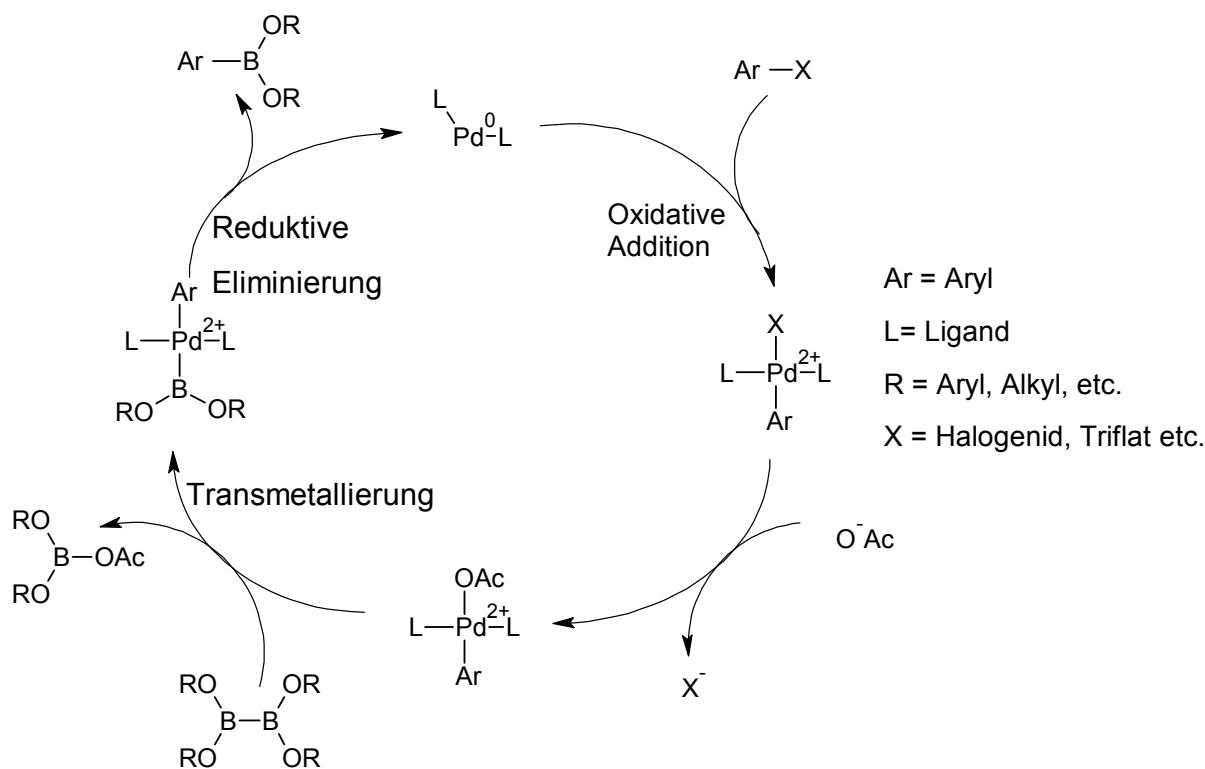 OR
Ar—B
OR
L
Pd⁰-L
Ar—X
Oxidative
Addition
Reduktive
Eliminierung
X
L—Pd²⁺-L
Ar
Ar = Aryl
L= Ligand
R = Aryl, Alkyl, etc.
X = Halogenid, Triflat etc.
Ar
L—Pd²⁺-L
B
RO OR
Transmetallierung
O⁻Ac
X⁻
OAc
L—Pd²⁺-L
Ar
RO
B—OAc
RO
RO OR
B—B
RO OR